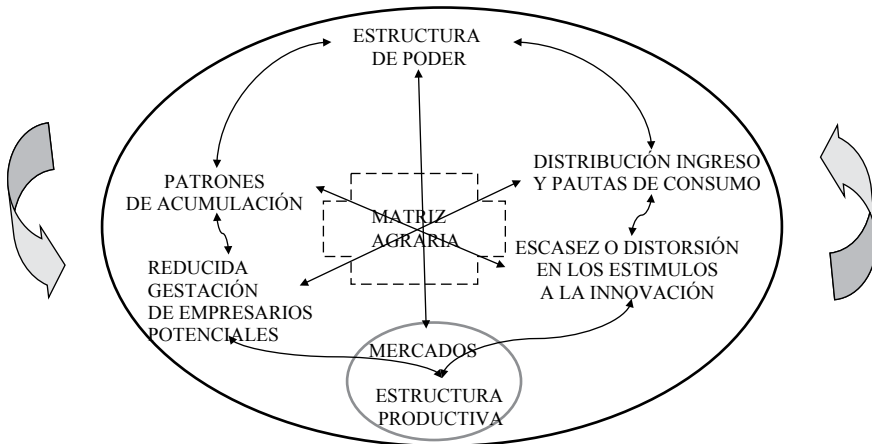 ESTRUCTURA
DE PODER
PATRONES
DE ACUMULACIÓN
DISTRIBUCIÓN INGRESO
Y PAUTAS DE CONSUMO
MATRIZ
AGRARIA
REDUCIDA
GESTACIÓN
DE EMPRESARIOS
POTENCIALES
ESCASEZ O DISTORSIÓN
EN LOS ESTIMULOS
A LA INNOVACIÓN
MERCADOS
ESTRUCTURA
PRODUCTIVA